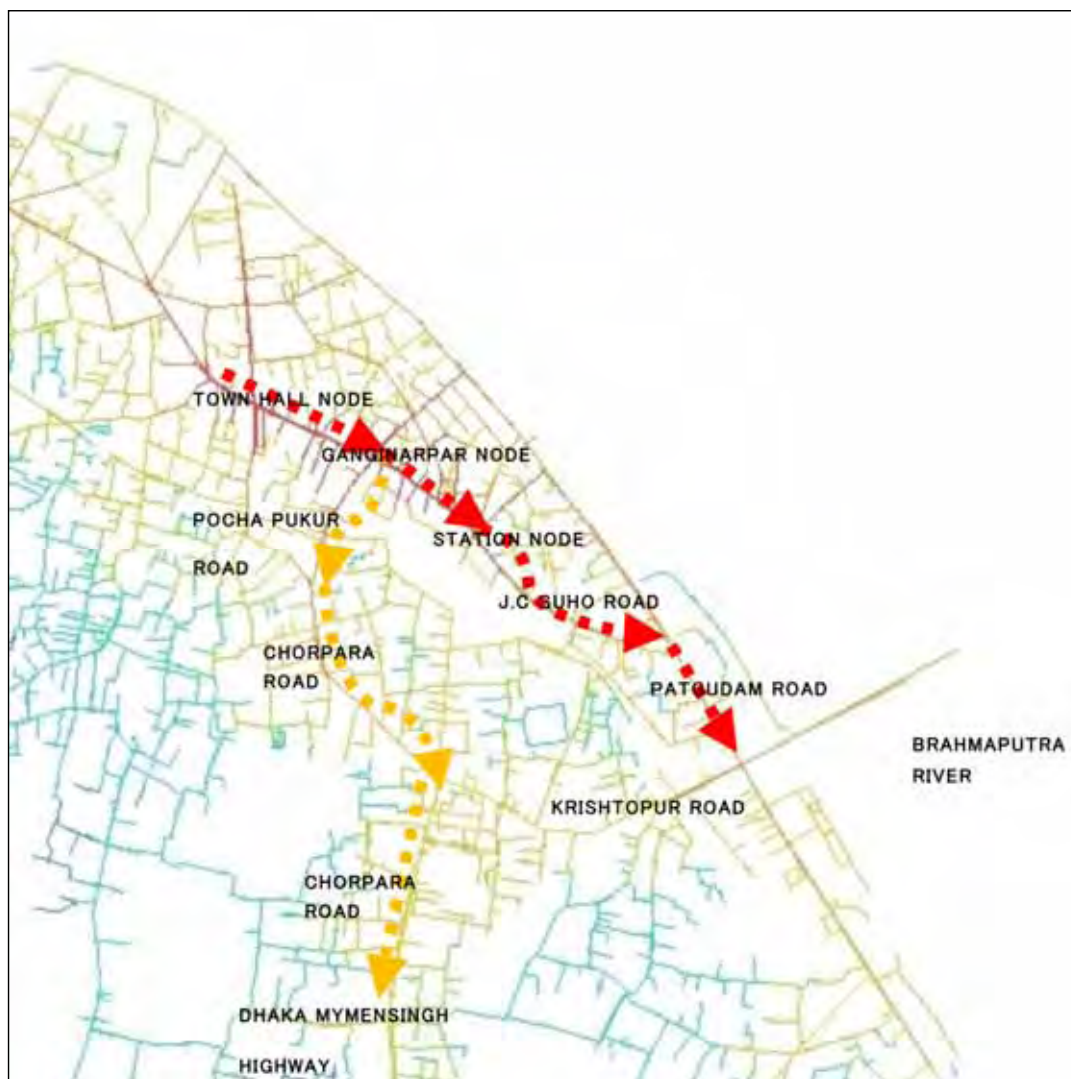 TOWN HALL NODE
GANGINARPAR NODE
POCHA PUKUR
ROAD
STATION NODE
J.C SUHO ROAD
CHORPARA
ROAD
PATGUDAM ROAD
BRAHMAPUTRA
RIVER
KRISHTOPUR ROAD
CHORPARA
ROAD
DHAKA MYMENSINGH
HIGHWAY